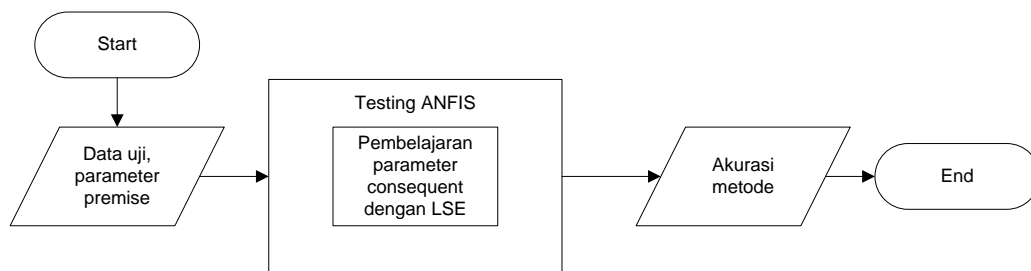 Start
Data uji,
parameter
premise
Testing ANFIS
Pembelajaran
parameter
consequent
dengan LSE
Akurasi
metode
End